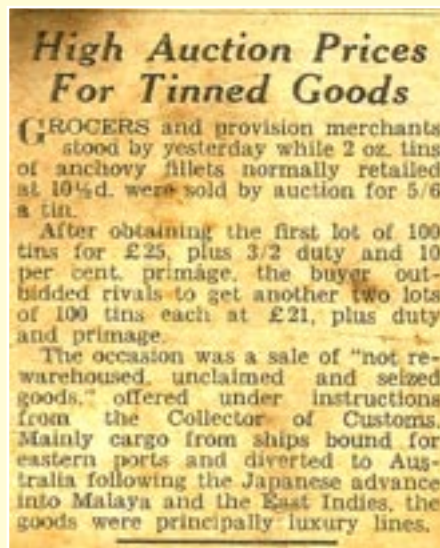 High Auction Prices
For Tinned Goods
GROCERS and provision merchants
stood by yesterday while 2 oz. tins
of anchovy fillets normally retailed
at 10½d. were sold by auction for 5/6
a tin.
After obtaining the first lot of 100
tins for £25, plus 3/2 duty and 10
per cent. primage, the buyer out-
bidded rivals to get another two lots
of 100 tins each at £21, plus duty
and primage.
The occasion was a sale of "not re-
warehoused, unclaimed and seized
goods," offered under instructions
from the Collector of Customs.
Mainly cargo from ships bound for
eastern ports and diverted to Aus-
tralia following the Japanese advance
into Malaya and the East Indies, the
goods were principally luxury lines.